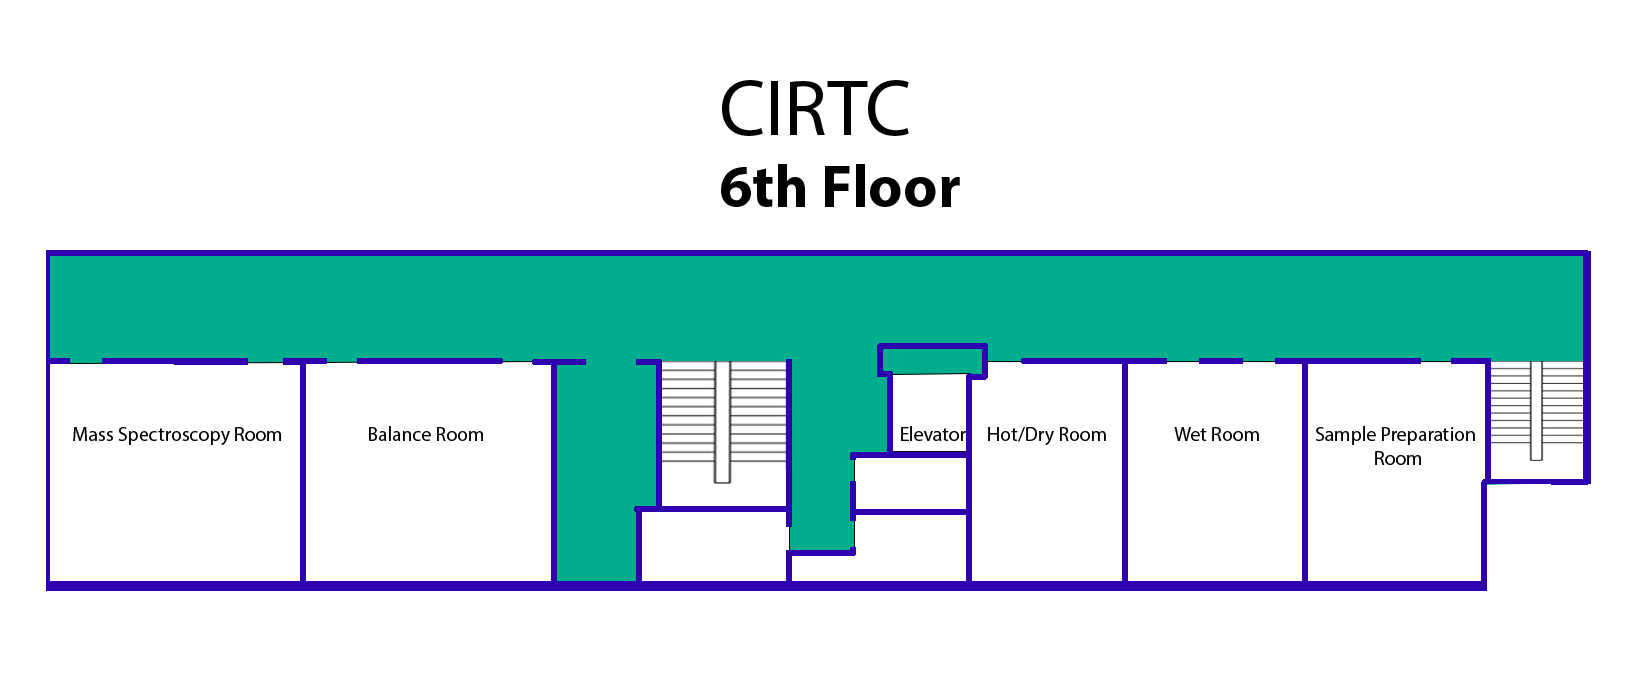 CIRTC
6th Floor
Mass Spectroscopy Room
Balance Room
Elevator
Hot/Dry Room
Wet Room
Sample Preparation
Room